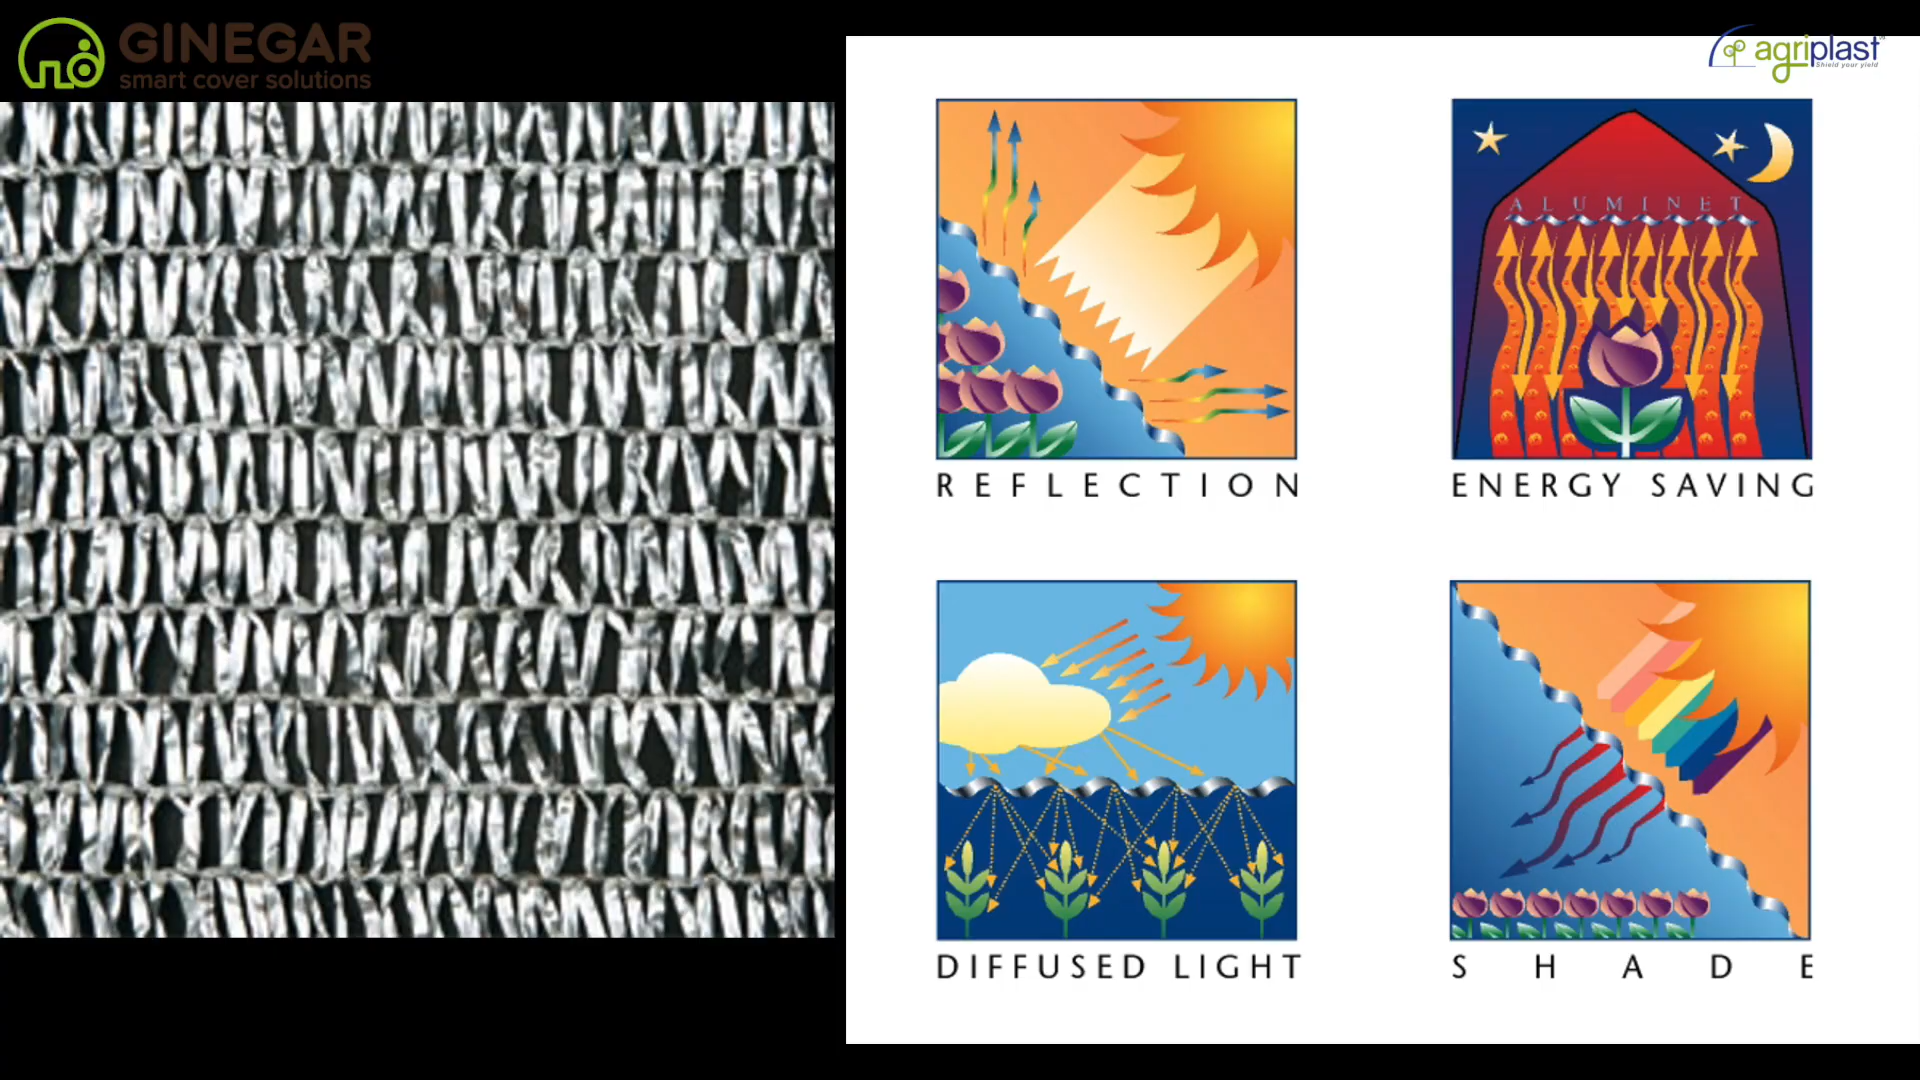 GINEGAR
smart cover solutions
agriplast
Shield your yield
ALUMINET
REFLECTION
ENERGY SAVING
DIFFUSED LIGHT
SHADE